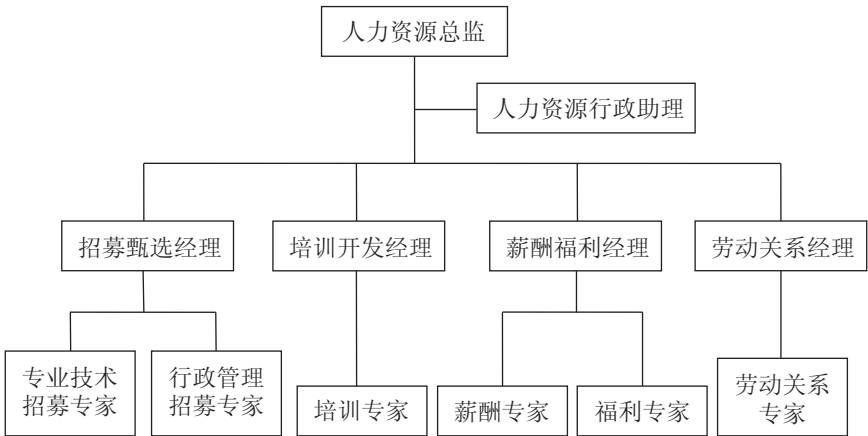 人力资源总监
人力资源行政助理
招募甄选经理
培训开发经理
薪酬福利经理
劳动关系经理
专业技术
招募专家
行政管理
招募专家
培训专家
薪酬专家
福利专家
劳动关系
专家